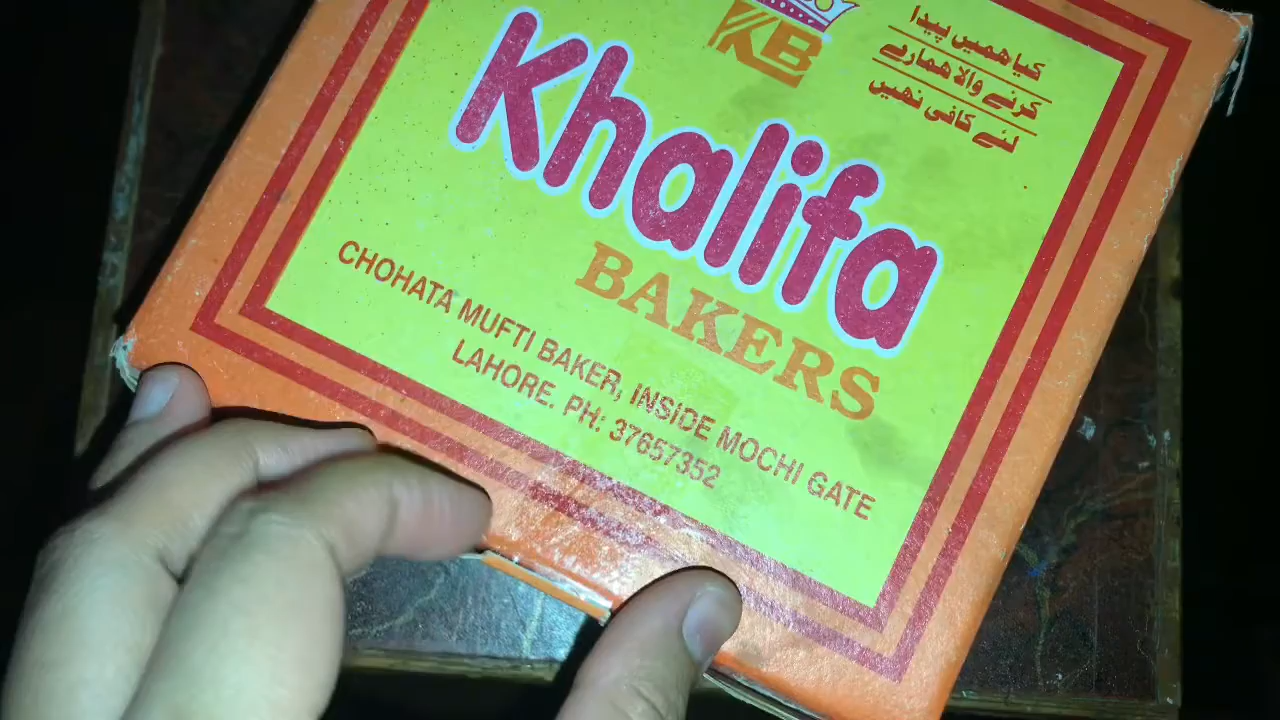 KB
کیا ہمیں پیدا
کرنے والا ہمارے
لئے کافی نہیں
Khalifa
BAKERS
CHOHATA MUFTI BAKER, INSIDE MOCHI GATE
LAHORE. PH: 37657352